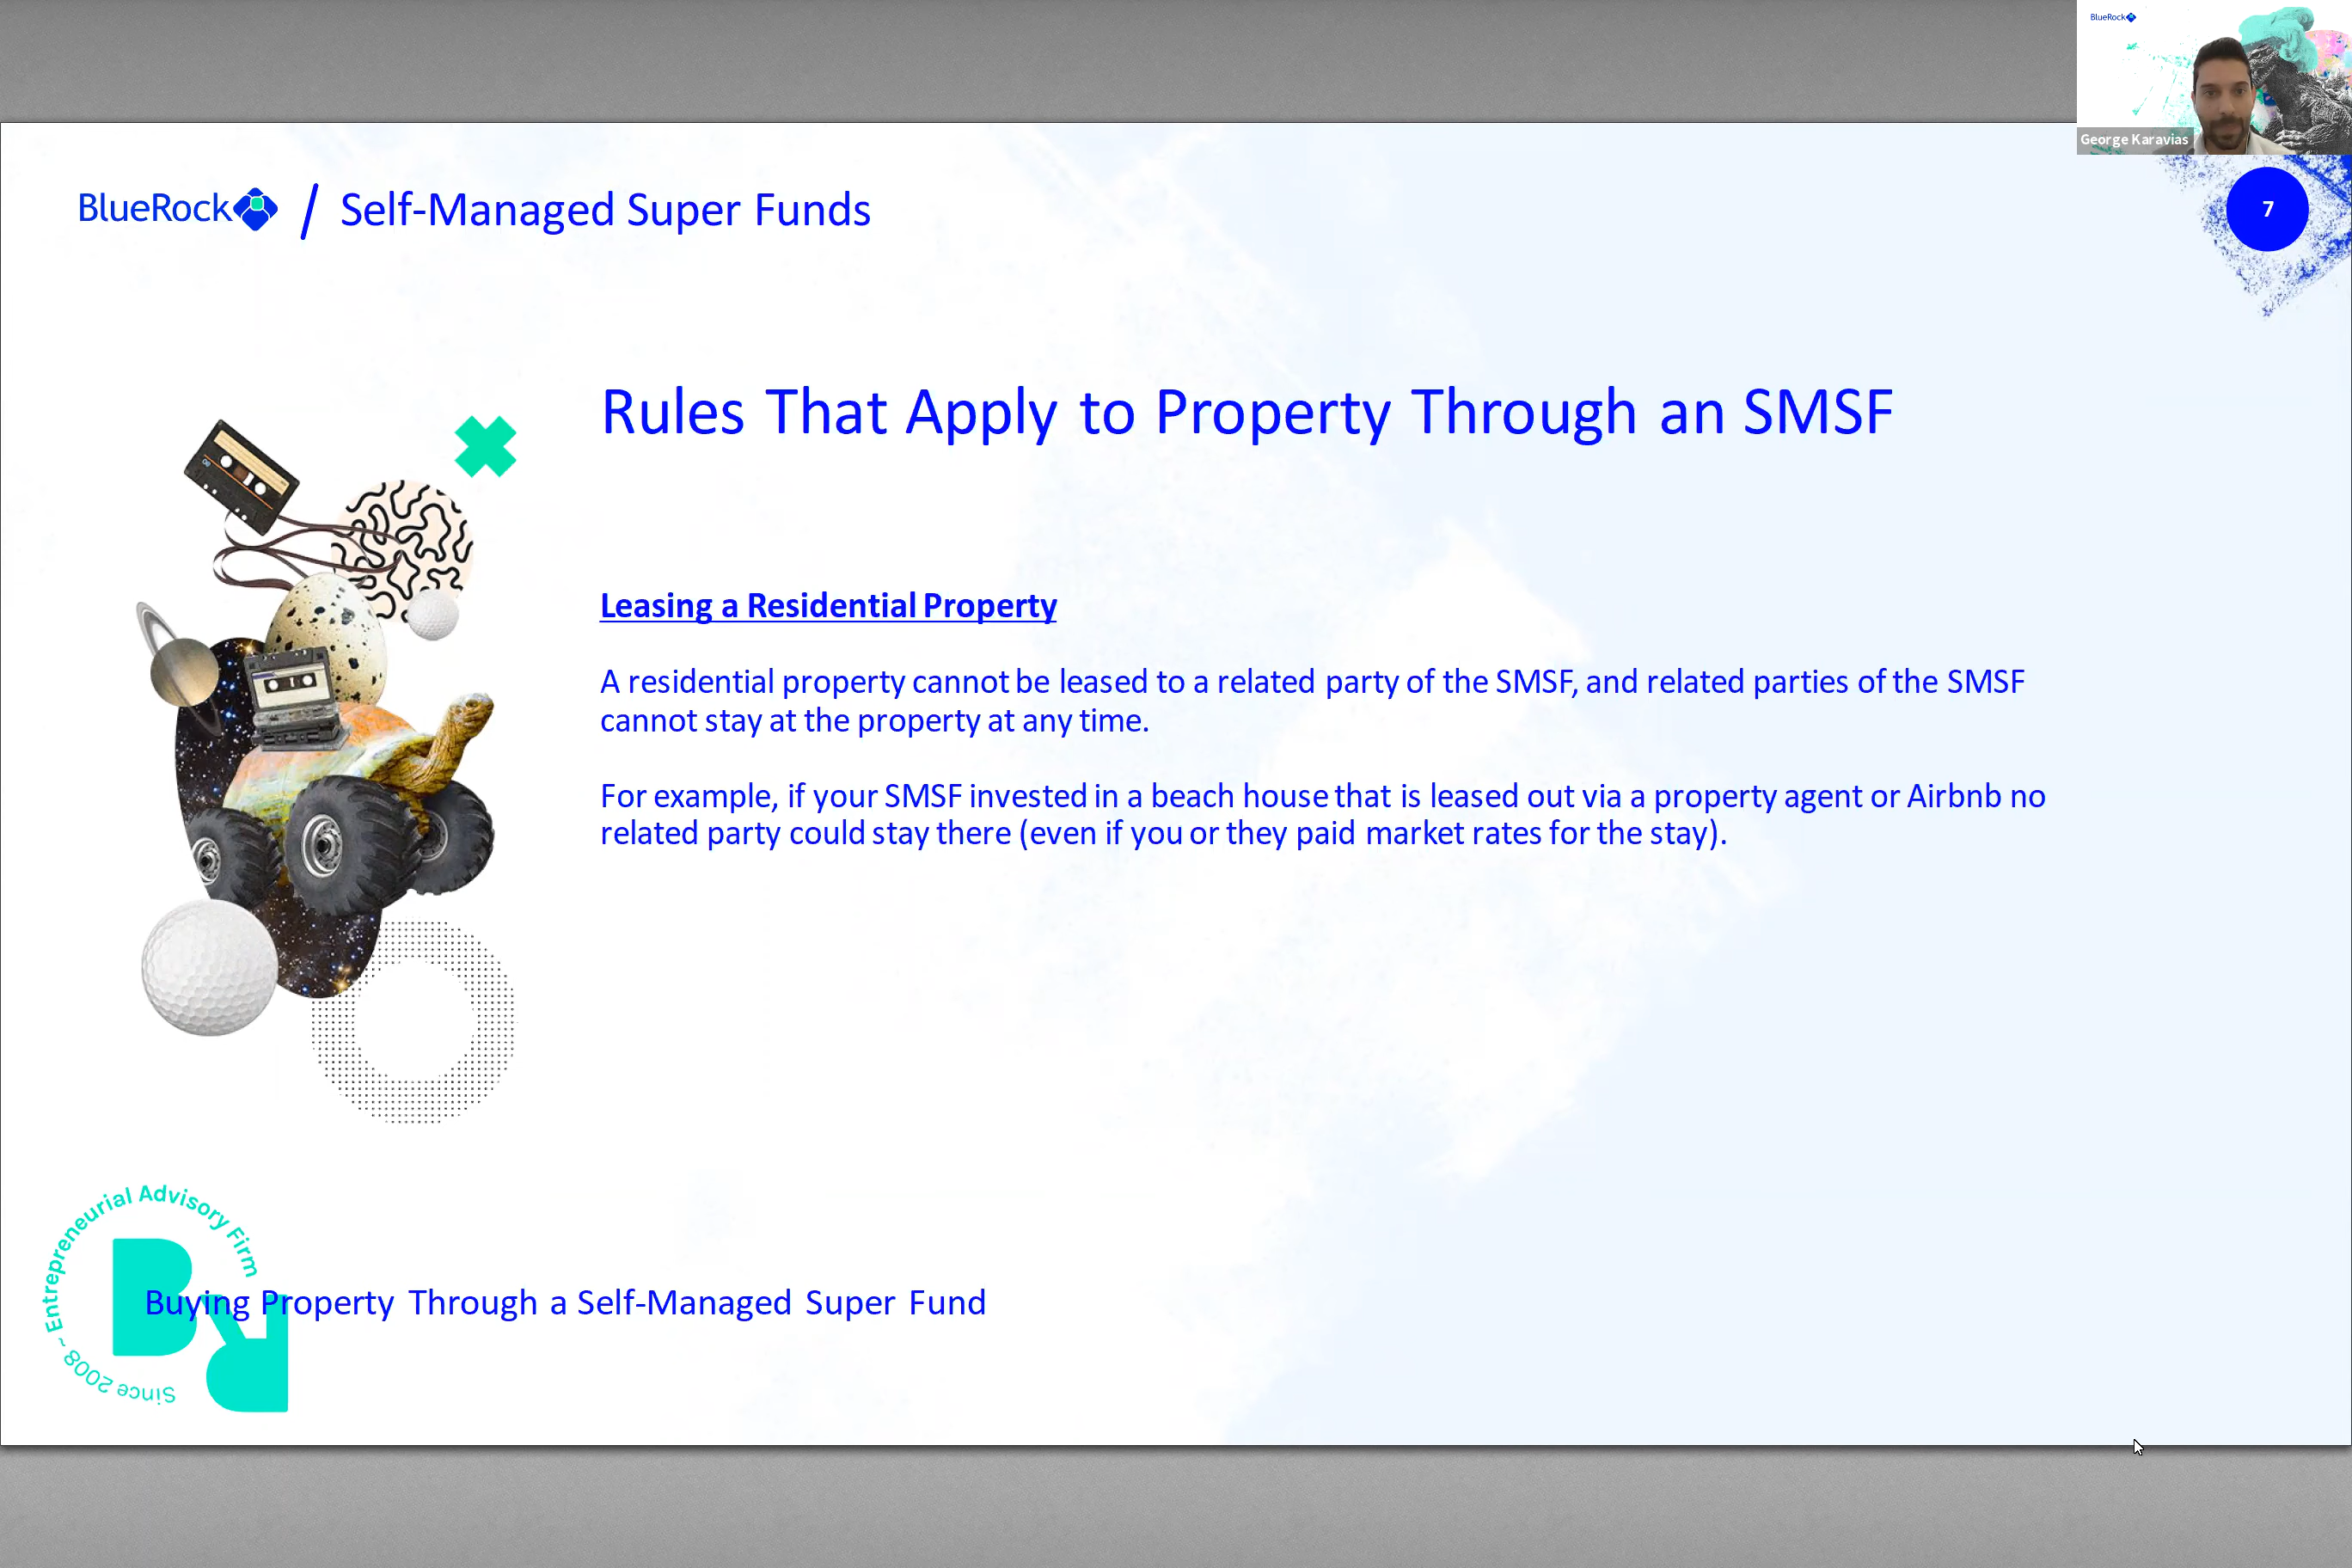 BlueRock
George Karavias
BlueRock / Self-Managed Super Funds
7
Rules That Apply to Property Through an SMSF
Leasing a Residential Property
A residential property cannot be leased to a related party of the SMSF, and related parties of the SMSF
cannot stay at the property at any time.
For example, if your SMSF invested in a beach house that is leased out via a property agent or Airbnb no
related party could stay there (even if you or they paid market rates for the stay).
Since 2008 ~ Entrepreneurial Advisory Firm
BR
Buying Property Through a Self-Managed Super Fund